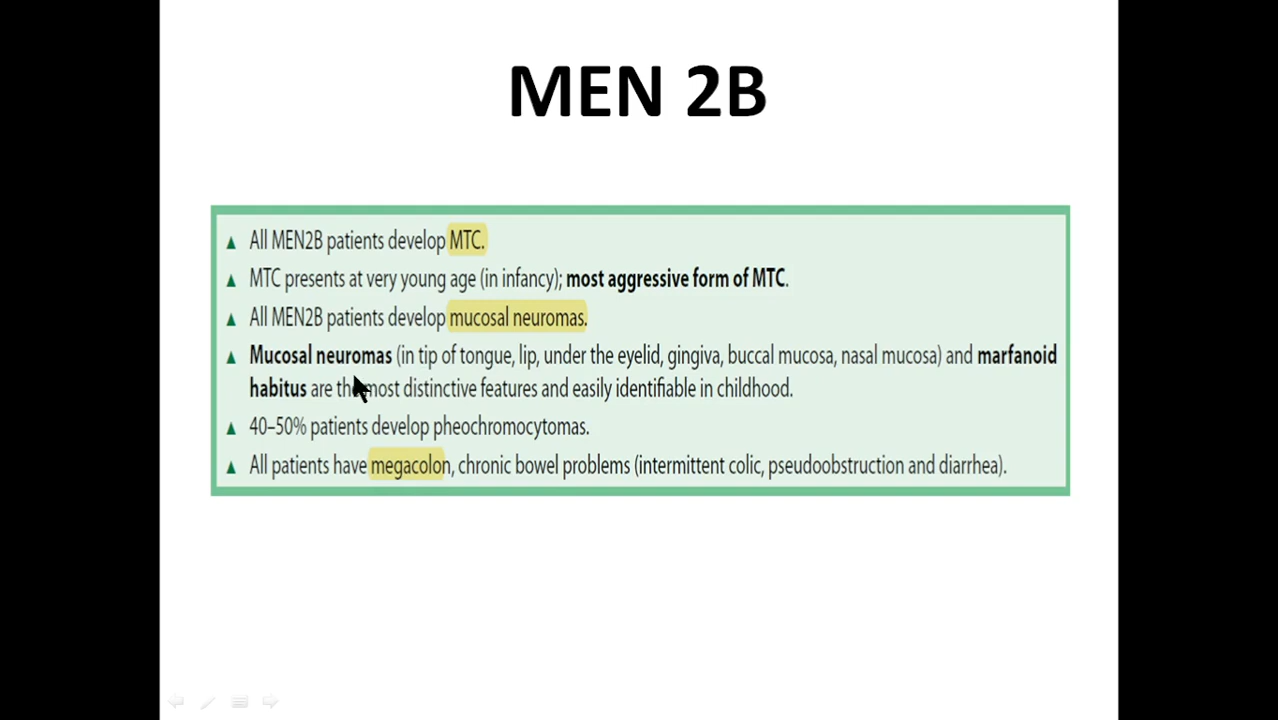 MEN 2B
▲ All MEN2B patients develop MTC.
▲ MTC presents at very young age (in infancy); most aggressive form of MTC.
▲ All MEN2B patients develop mucosal neuromas.
▲ Mucosal neuromas (in tip of tongue, lip, under the eyelid, gingiva, buccal mucosa, nasal mucosa) and marfanoid
habitus are the most distinctive features and easily identifiable in childhood.
▲ 40–50% patients develop pheochromocytomas.
▲ All patients have megacolon, chronic bowel problems (intermittent colic, pseudoobstruction and diarrhea).